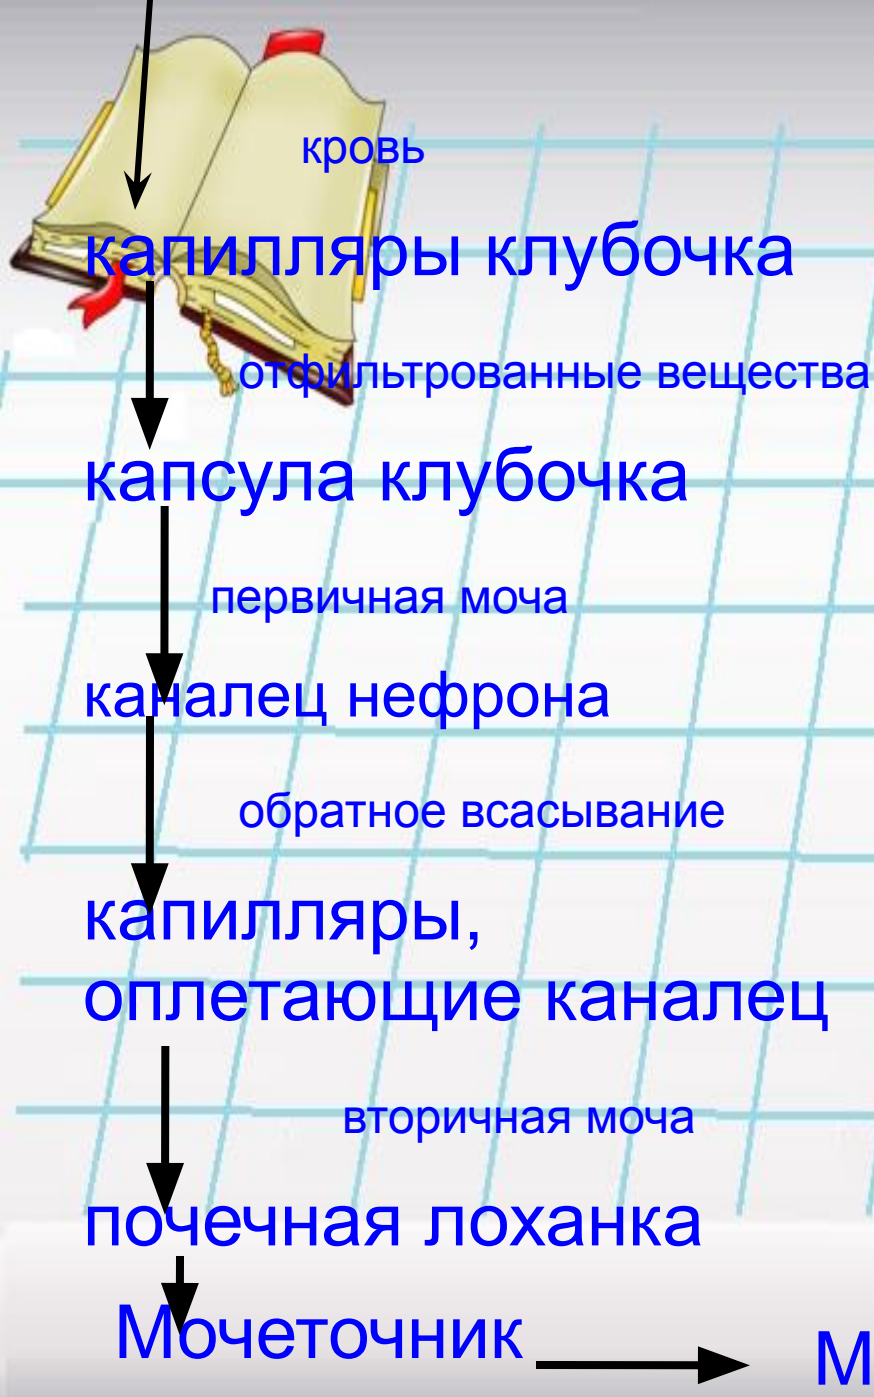 кровь
капилляры клубочка
отфильтрованные вещества
капсула клубочка
первичная моча
каналец нефрона
обратное всасывание
капилляры,
оплетающие каналец
вторичная моча
почечная лоханка
Мочеточник